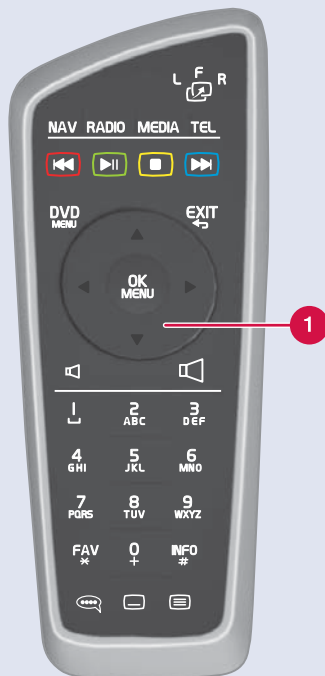 L F R
NAV RADIO MEDIA TEL
DVD EXIT
MENU
OK
MENU
1
1 2 3
ABC DEF
4 5 6
GHI JKL MNO
7 8 9
PQRS TUV WXYZ
FAV 0 INFO
* + #